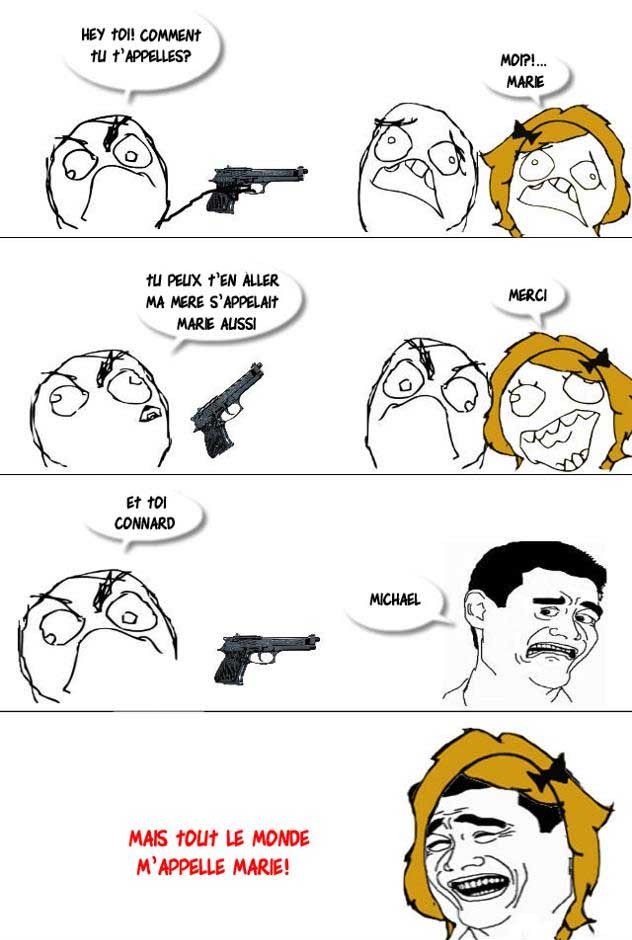 HEY TOI! COMMENT
TU T'APPELLES?
MOI?!...
MARIE
TU PEUX T'EN ALLER
MA MERE S'APPELAIT
MARIE AUSSI
MERCI
ET TOI
CONNARD
MICHAEL
MAIS TOUT LE MONDE
M'APPELLE MARIE!